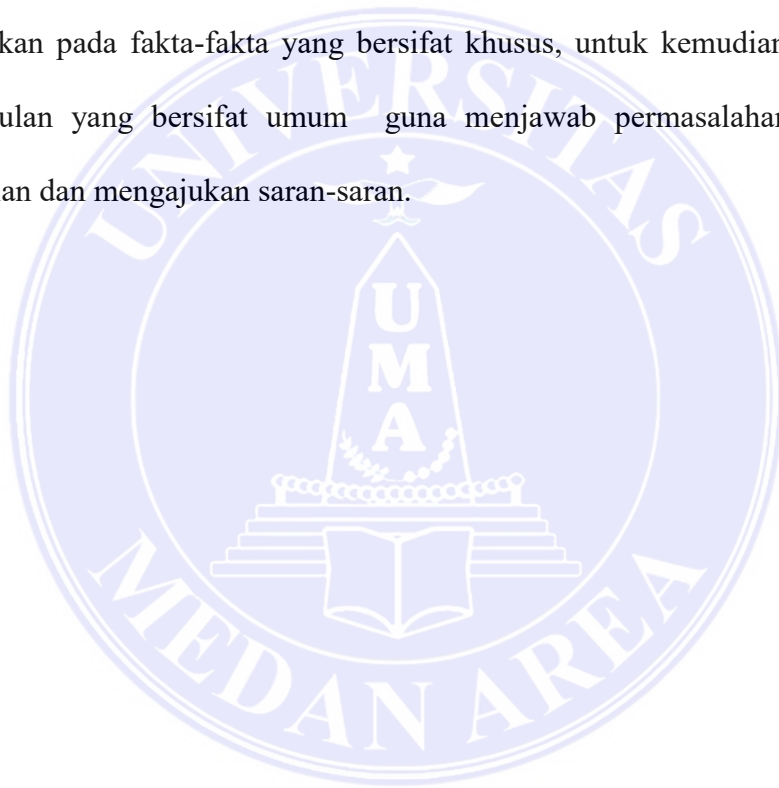 kan pada fakta-fakta yang bersifat khusus, untuk kemudian
ulan yang bersifat umum guna menjawab permasalahan
an dan mengajukan saran-saran.
UNIVERSITAS
UMA
MEDAN AREA